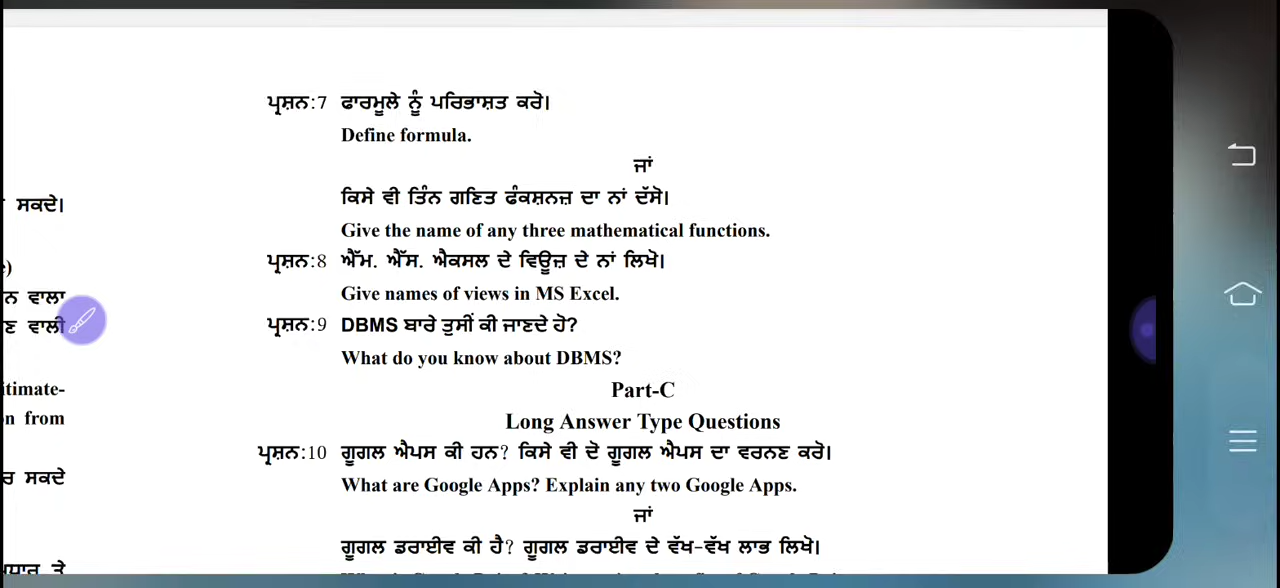 ਸਕਦੇ।
e)
ਨ ਵਾਲਾ
ਣ ਵਾਲੀ
itimate-
n from
ਰ ਸਕਦੇ
ਪ੍ਰਸ਼ਨ:7 ਫਾਰਮੂਲੇ ਨੂੰ ਪਰਿਭਾਸ਼ਤ ਕਰੋ।
Define formula.
ਜਾਂ
ਕਿਸੇ ਵੀ ਤਿੰਨ ਗਣਿਤ ਫੰਕਸ਼ਨਜ਼ ਦਾ ਨਾਂ ਦੱਸੋ।
Give the name of any three mathematical functions.
ਪ੍ਰਸ਼ਨ:8 ਐੱਮ. ਐੱਸ. ਐਕਸਲ ਦੇ ਵਿਊਜ਼ ਦੇ ਨਾਂ ਲਿਖੋ।
Give names of views in MS Excel.
ਪ੍ਰਸ਼ਨ:9 DBMS ਬਾਰੇ ਤੁਸੀਂ ਕੀ ਜਾਣਦੇ ਹੋ?
What do you know about DBMS?
Part-C
Long Answer Type Questions
ਪ੍ਰਸ਼ਨ:10 ਗੂਗਲ ਐਪਸ ਕੀ ਹਨ? ਕਿਸੇ ਵੀ ਦੋ ਗੂਗਲ ਐਪਸ ਦਾ ਵਰਨਣ ਕਰੋ।
What are Google Apps? Explain any two Google Apps.
ਜਾਂ
ਗੂਗਲ ਡਰਾਈਵ ਕੀ ਹੈ? ਗੂਗਲ ਡਰਾਈਵ ਦੇ ਵੱਖ-ਵੱਖ ਲਾਭ ਲਿਖੋ।